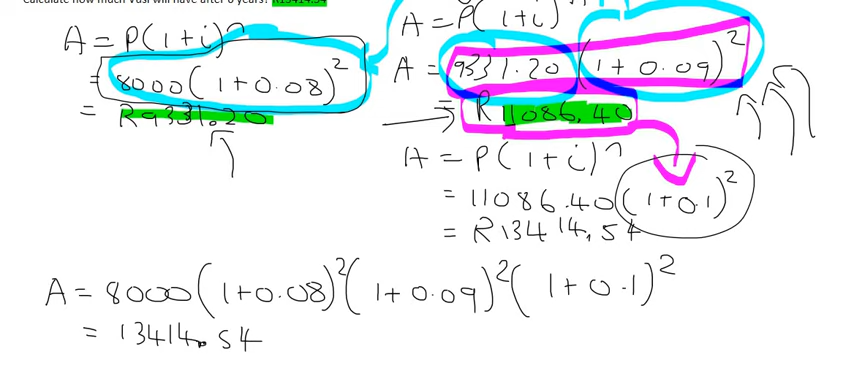 Calculate how much Vusi will have after 6 years? R13414.54
A = P(1+i)^n
= 8000(1+0.08)^2
= R9331.20
A = P(1+i)
A = 9331.20(1+0.09)^2
= R11086,40
A = P(1+i)^n
= 11086.40(1+0.1)^2
= R13414,54
A = 8000(1+0.08)^2(1+0.09)^2(1+0.1)^2
= 13414.54